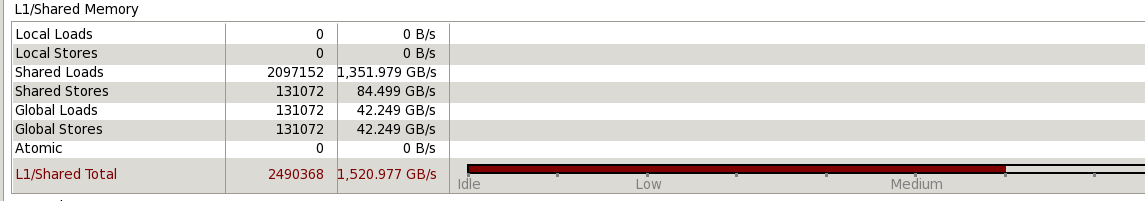 L1/Shared Memory
Local Loads 0 0 B/s
Local Stores 0 0 B/s
Shared Loads 2097152 1,351.979 GB/s
Shared Stores 131072 84.499 GB/s
Global Loads 131072 42.249 GB/s
Global Stores 131072 42.249 GB/s
Atomic 0 0 B/s
L1/Shared Total 2490368 1,520.977 GB/s
Idle Low Medium